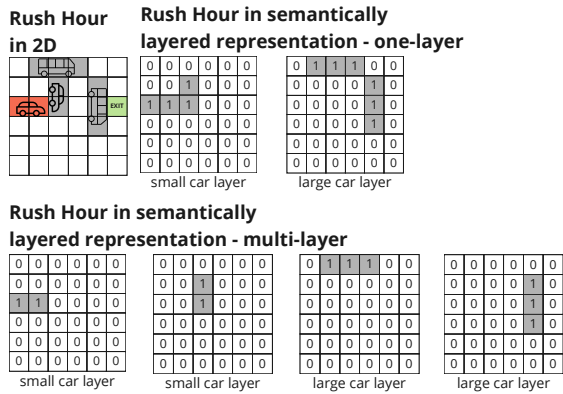 Rush Hour
in 2D
EXIT
Rush Hour in semantically
layered representation - one-layer
0 0 0 0 0 0
0 0 1 0 0 0
1 1 1 0 0 0
0 0 0 0 0 0
0 0 0 0 0 0
0 0 0 0 0 0
small car layer
0 1 1 1 0 0
0 0 0 0 1 0
0 0 0 0 1 0
0 0 0 0 1 0
0 0 0 0 0 0
0 0 0 0 0 0
large car layer
Rush Hour in semantically
layered representation - multi-layer
0 0 0 0 0 0
0 0 0 0 0 0
1 1 0 0 0 0
0 0 0 0 0 0
0 0 0 0 0 0
0 0 0 0 0 0
small car layer
0 0 0 0 0 0
0 0 1 0 0 0
0 0 1 0 0 0
0 0 0 0 0 0
0 0 0 0 0 0
0 0 0 0 0 0
small car layer
0 1 1 1 0 0
0 0 0 0 0 0
0 0 0 0 0 0
0 0 0 0 0 0
0 0 0 0 0 0
0 0 0 0 0 0
large car layer
0 0 0 0 0 0
0 0 0 0 1 0
0 0 0 0 1 0
0 0 0 0 1 0
0 0 0 0 0 0
0 0 0 0 0 0
large car layer